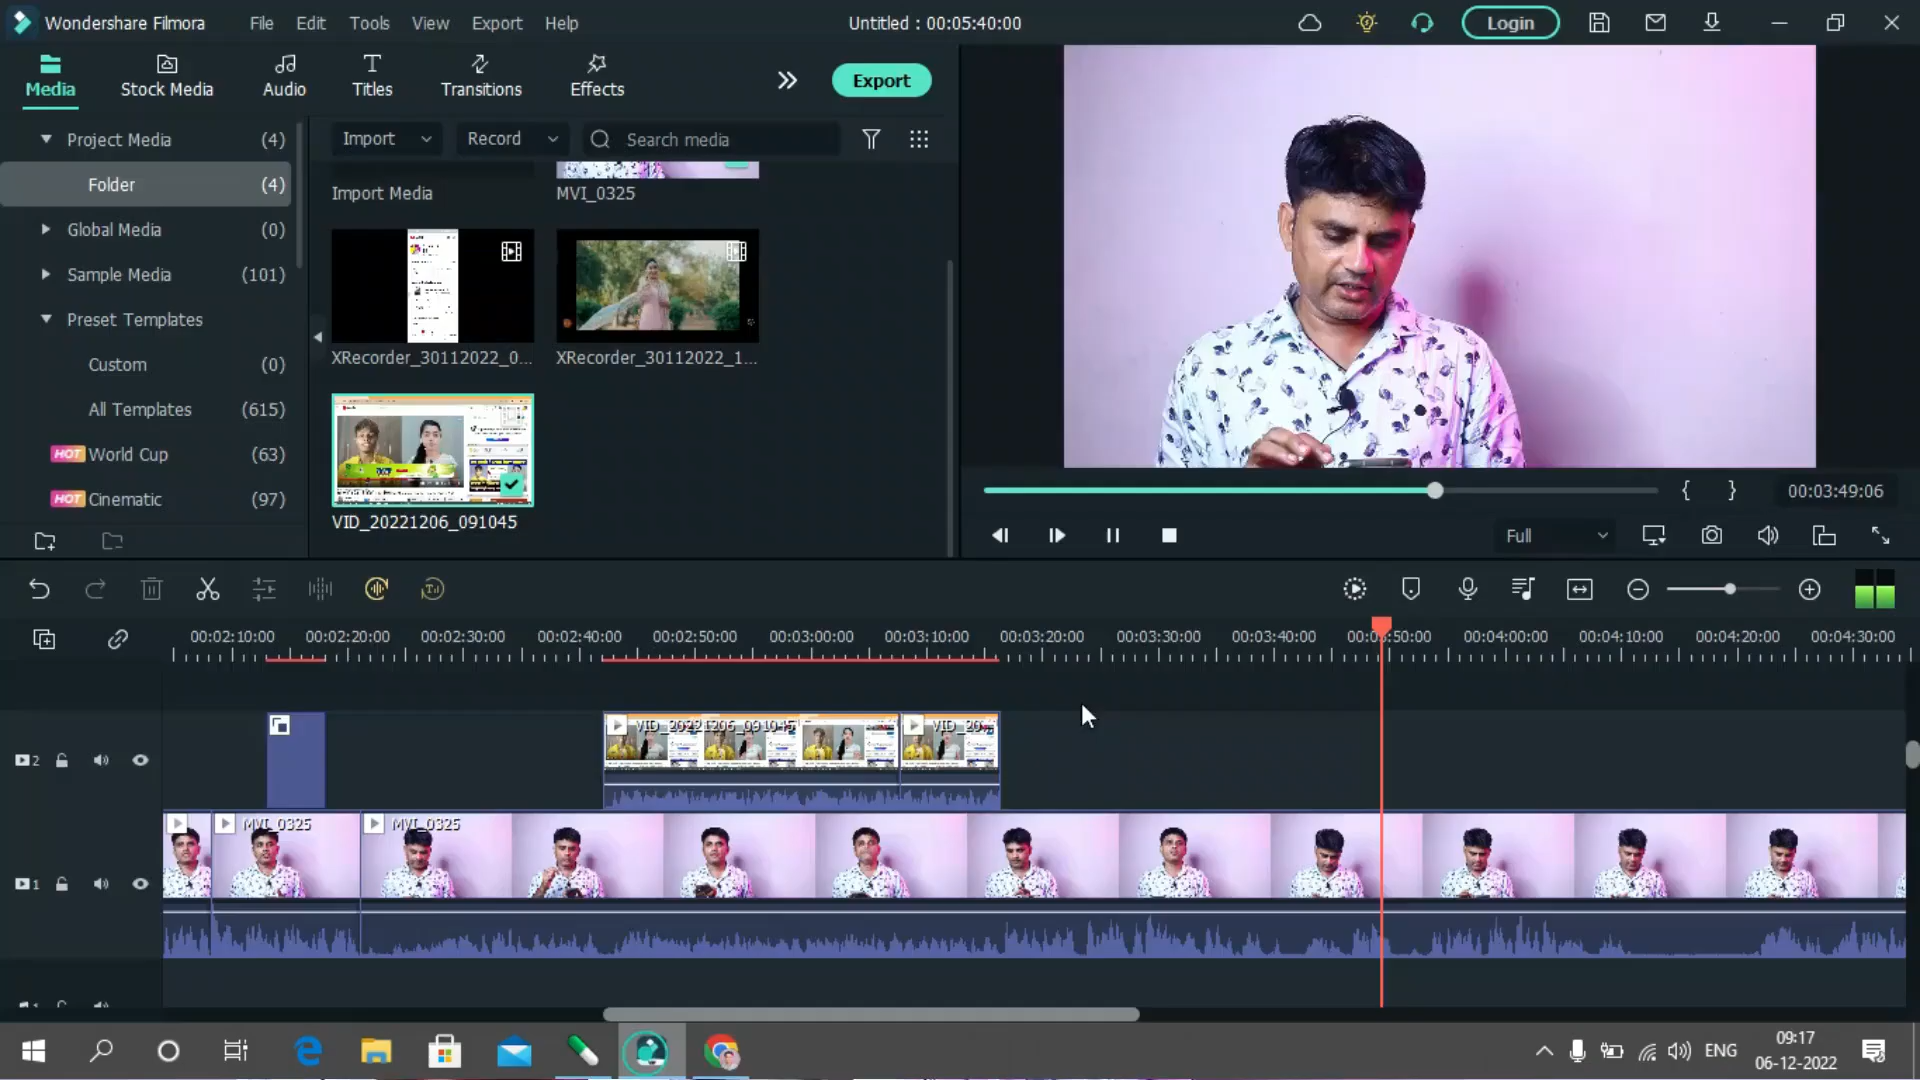 Wondershare Filmora
File Edit Tools View Export Help
Untitled : 00:05:40:00
Login
Media
Stock Media
Audio
Titles
Transitions
Effects
Export
Project Media (4)
Folder (4)
Global Media (0)
Sample Media (101)
Preset Templates
Custom (0)
All Templates (615)
HOT World Cup (63)
HOT Cinematic (97)
Import
Record
Search media
Import Media
MVI_0325
XRecorder_30112022_0...
XRecorder_30112022_1...
VID_20221206_091045
{ }
00:03:49:06
Full
00:02:10:00 00:02:20:00 00:02:30:00 00:02:40:00 00:02:50:00 00:03:00:00 00:03:10:00 00:03:20:00 00:03:30:00 00:03:40:00 00:03:50:00 00:04:00:00 00:04:10:00 00:04:20:00 00:04:30:00
2
VID_20221206_091045
1
MVI_0325
MVI_0325
ENG
09:17
06-12-2022